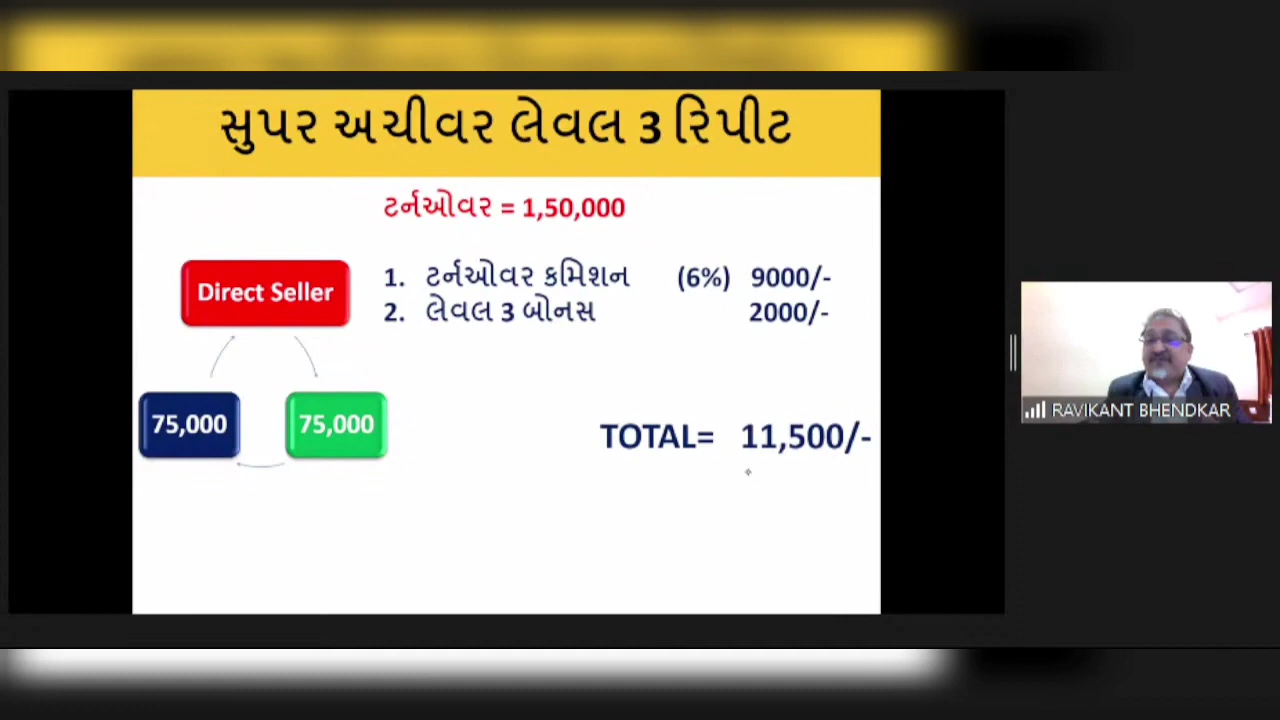 સુપર અચીવર લેવલ 3 રિપીટ
ટર્નઓવર = 1,50,000
Direct Seller
1. ટર્નઓવર કમિશન (6%) 9000/-
2. લેવલ 3 બોનસ 2000/-
75,000
75,000
TOTAL= 11,500/-
RAVIKANT BHENDKAR